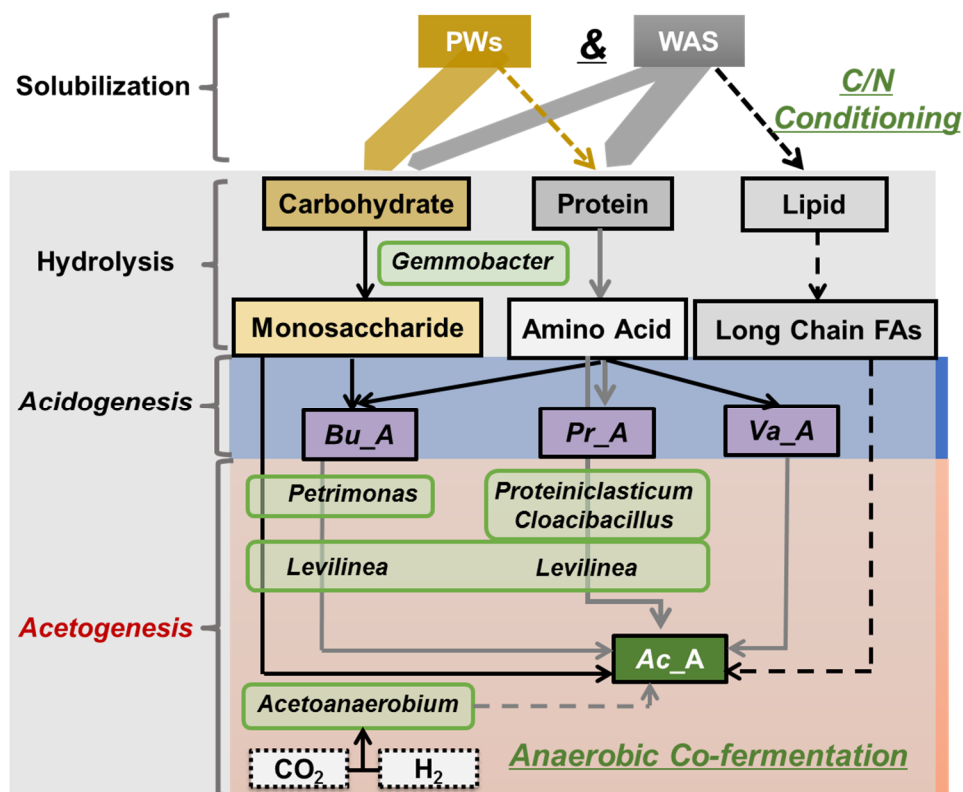 PWs & WAS
Solubilization
C/N
Conditioning
Carbohydrate Protein Lipid
Hydrolysis
Gemmobacter
Monosaccharide Amino Acid Long Chain FAs
Acidogenesis
Bu_A Pr_A Va_A
Petrimonas
Proteiniclasticum
Cloacibacillus
Levilinea Levilinea
Acetogenesis
Ac_A
Acetoanaerobium
Anaerobic Co-fermentation
CO₂ H₂